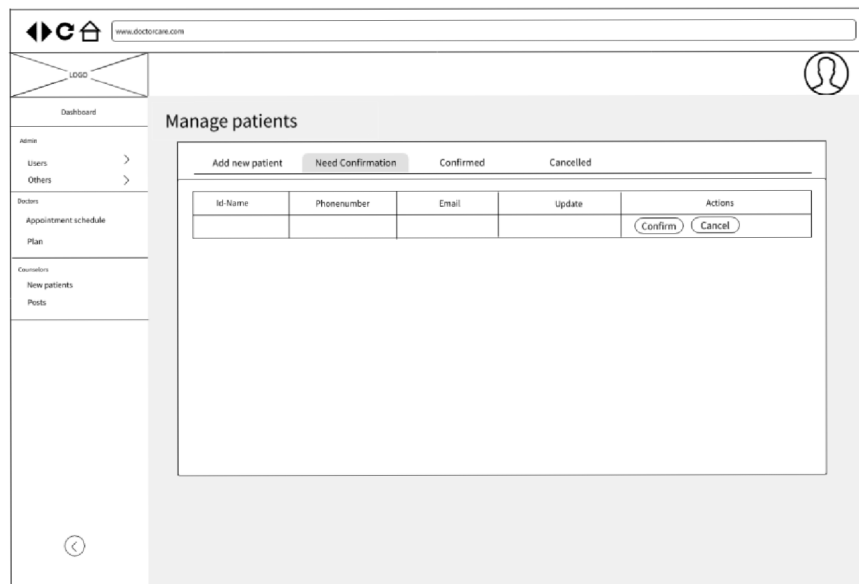 www.doctorcare.com
LOGO
Dashboard
Admin
Users
Others
Doctors
Appointment schedule
Plan
Counselors
New patients
Posts
Manage patients
Add new patient Need Confirmation Confirmed Cancelled
Id-Name Phonenumber Email Update Actions
Confirm Cancel